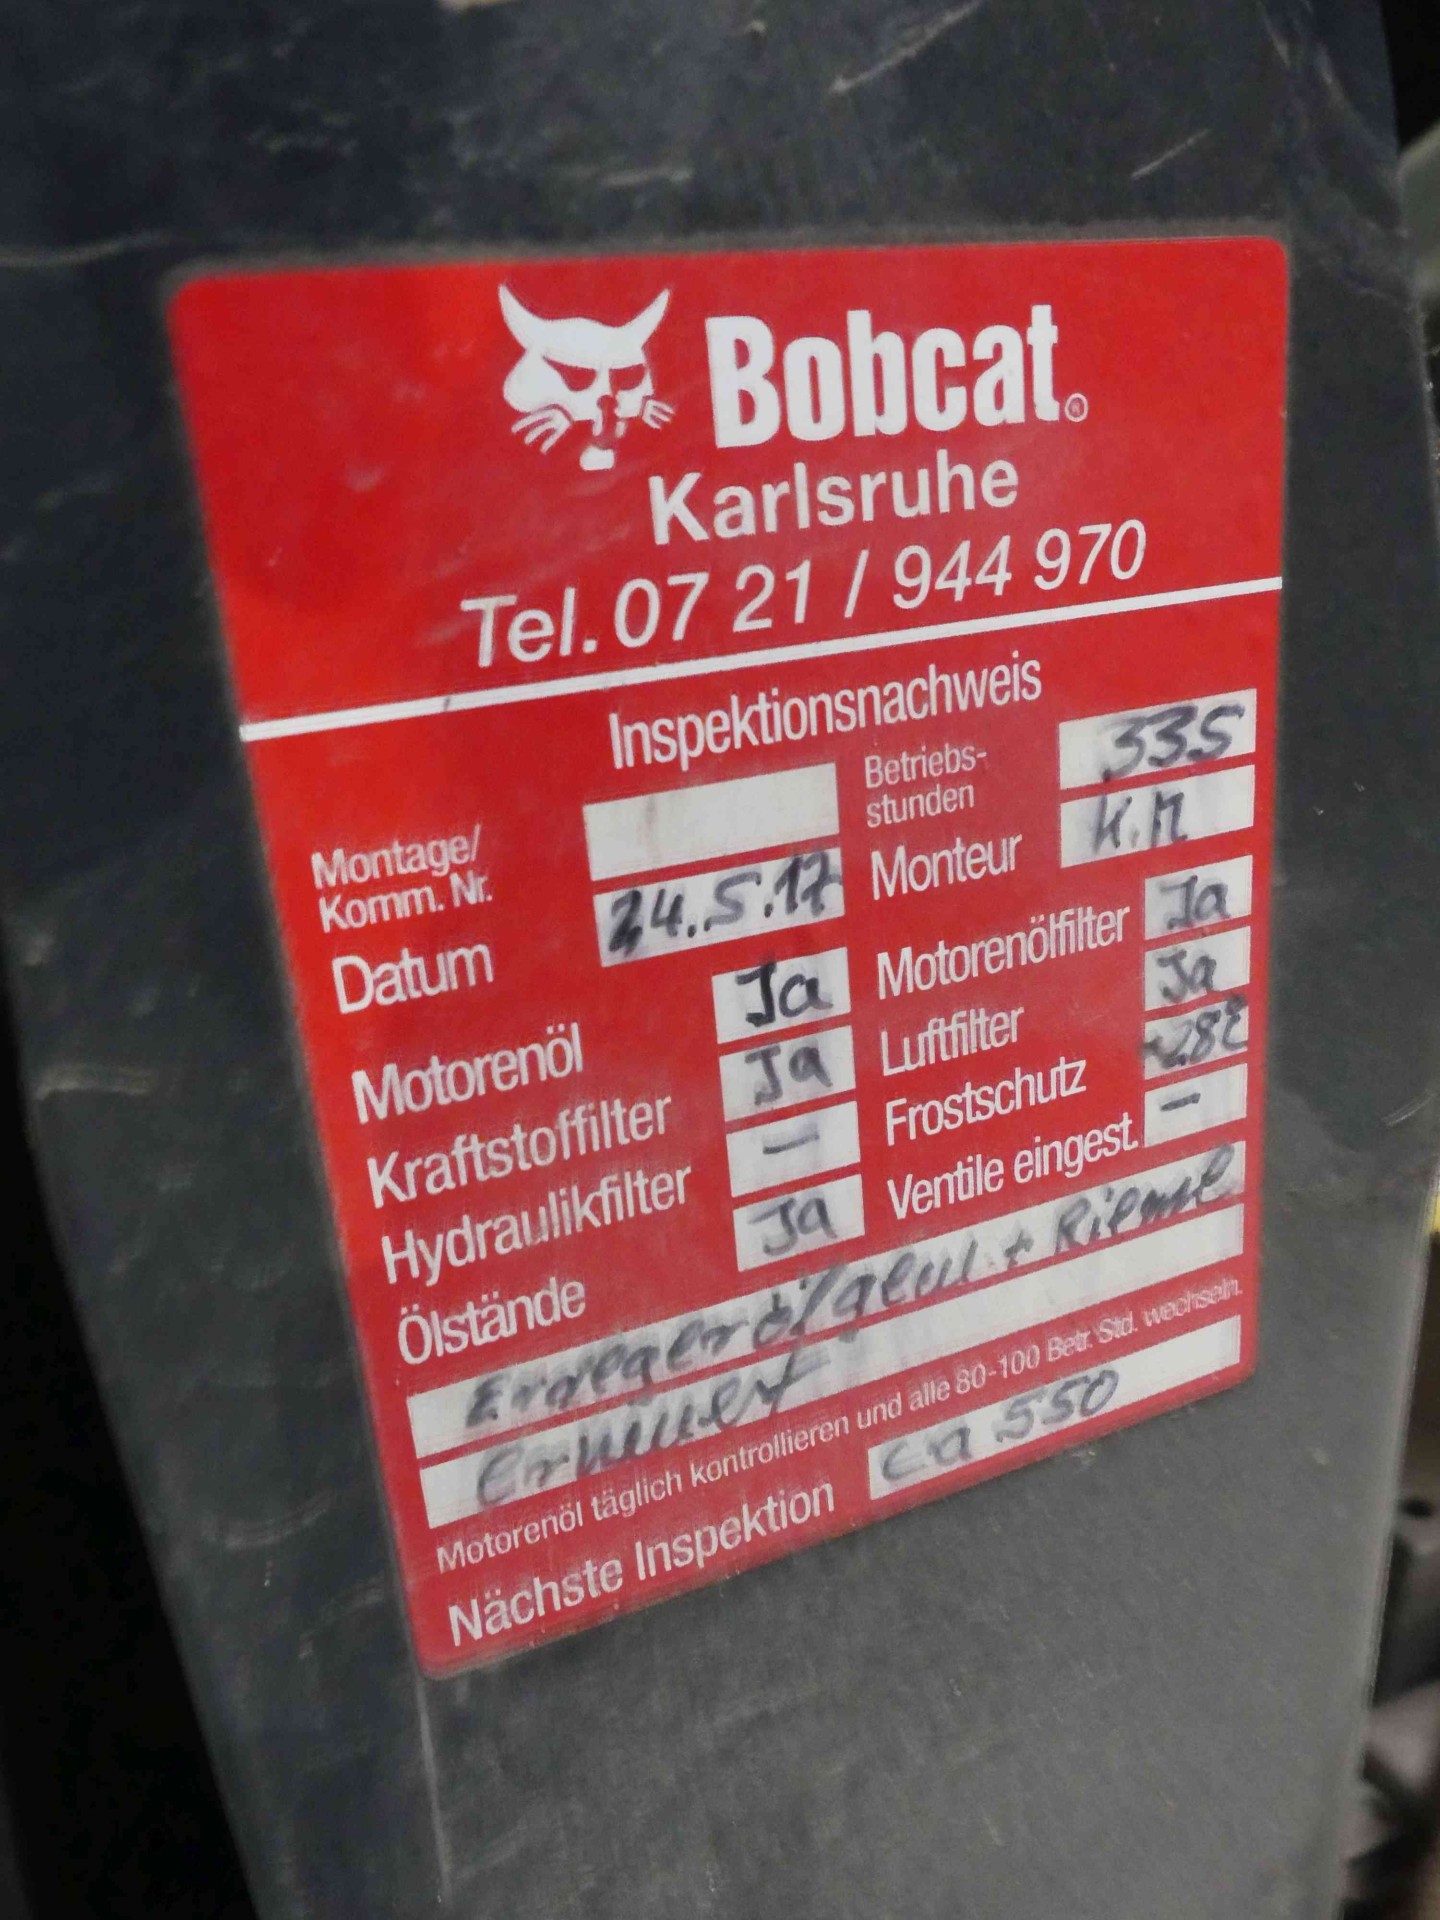 Bobcat®
Karlsruhe
Tel. 07 21 / 944 970
Inspektionsnachweis
Montage/
Komm. Nr.
Betriebs-
stunden 335
Datum 24.5.17
Monteur K.M
Motorenöl Ja
Motorenölfilter Ja
Kraftstoffilter Ja
Luftfilter Ja
Hydraulikfilter –
Frostschutz
Ölstände Ja
Ventile eingest. –
+ Riemen
Motorenöl täglich kontrollieren und alle 80-100 Betr. Std. wechseln.
Nächste Inspektion ca 550